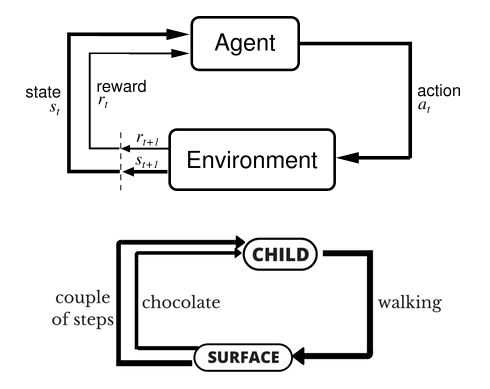 Agent
state
s_t
reward
r_t
action
a_t
r_{t+1}
s_{t+1}
Environment
CHILD
couple
of steps
chocolate
walking
SURFACE